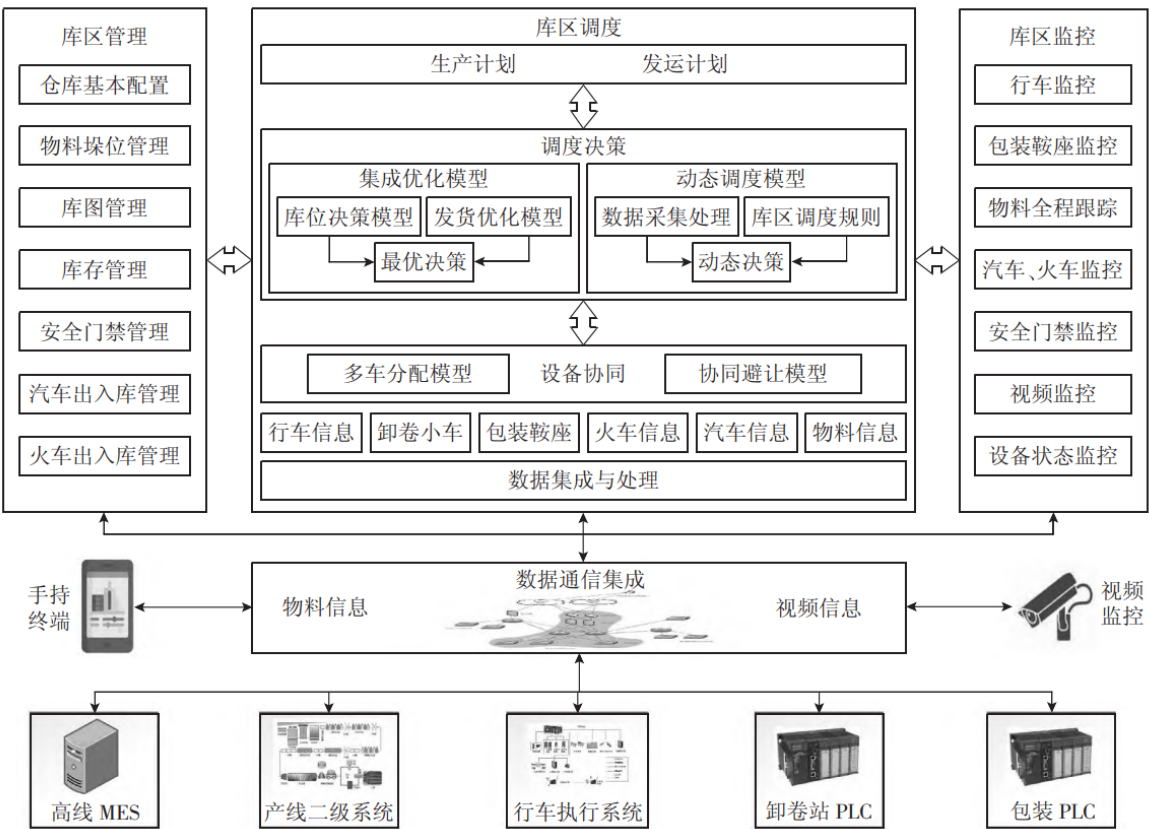 库区管理
仓库基本配置
物料垛位管理
库图管理
库存管理
安全门禁管理
汽车出入库管理
火车出入库管理
库区调度
生产计划 发运计划
调度决策
集成优化模型
库位决策模型 发货优化模型
最优决策
动态调度模型
数据采集处理 库区调度规则
动态决策
多车分配模型 设备协同 协同避让模型
行车信息 卸卷小车 包装鞍座 火车信息 汽车信息 物料信息
数据集成与处理
库区监控
行车监控
包装鞍座监控
物料全程跟踪
汽车、火车监控
安全门禁监控
视频监控
设备状态监控
手持
终端
数据通信集成
物料信息 视频信息
视频
监控
高线 MES
产线二级系统
行车执行系统
卸卷站 PLC
包装 PLC